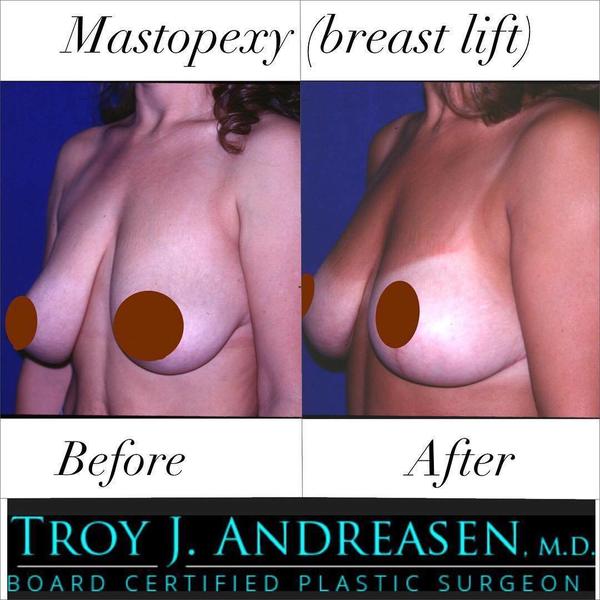 Mastopexy (breast lift)
Before
After
TROY J. ANDREASEN, M.D.
BOARD CERTIFIED PLASTIC SURGEON